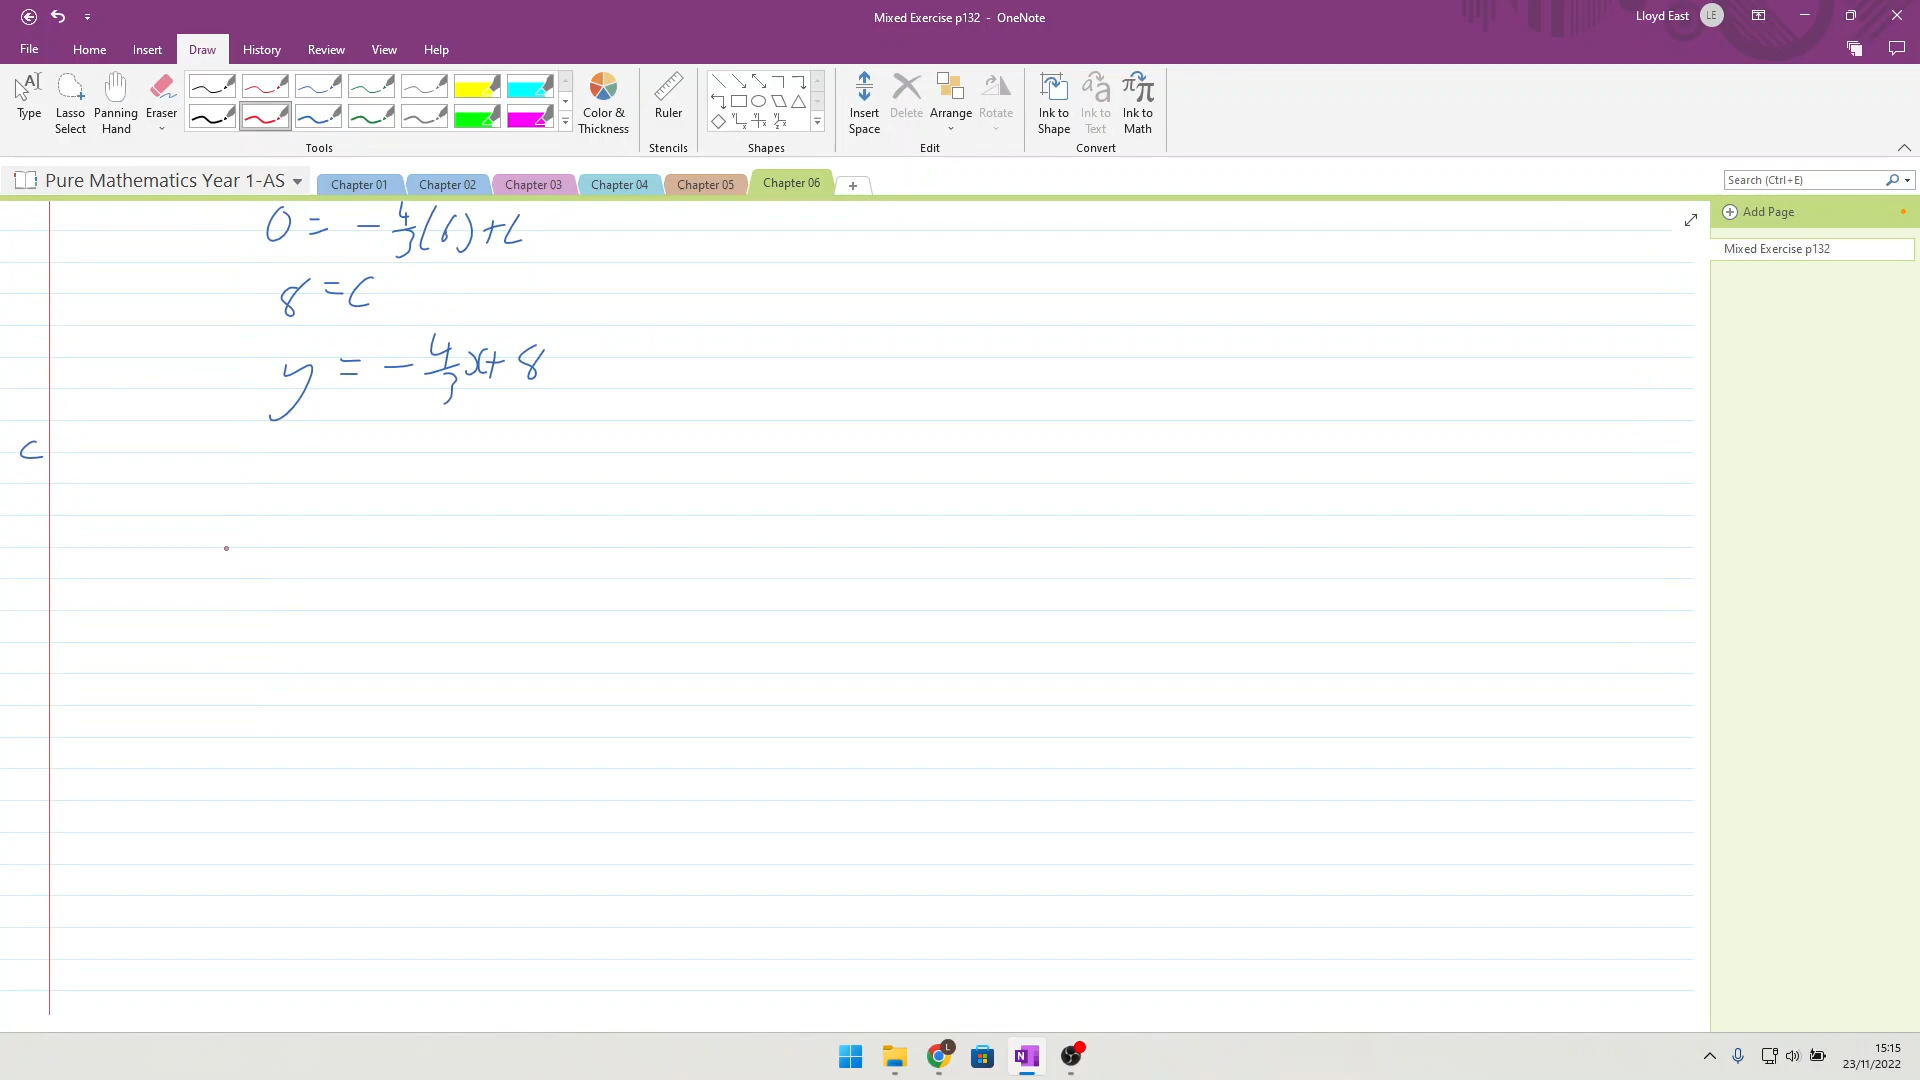 Mixed Exercise p132 - OneNote
Lloyd East LE
File Home Insert Draw History Review View Help
Type Lasso Select Panning Hand Eraser Color & Thickness Ruler Insert Space Delete Arrange Rotate Ink to Shape Ink to Text Ink to Math
Tools Stencils Shapes Edit Convert
Pure Mathematics Year 1-AS Chapter 01 Chapter 02 Chapter 03 Chapter 04 Chapter 05 Chapter 06 + Search (Ctrl+E)
Add Page
Mixed Exercise p132
0 = -4/3(6)+c
8 = c
y = -4/3x+8
c
15:15
23/11/2022